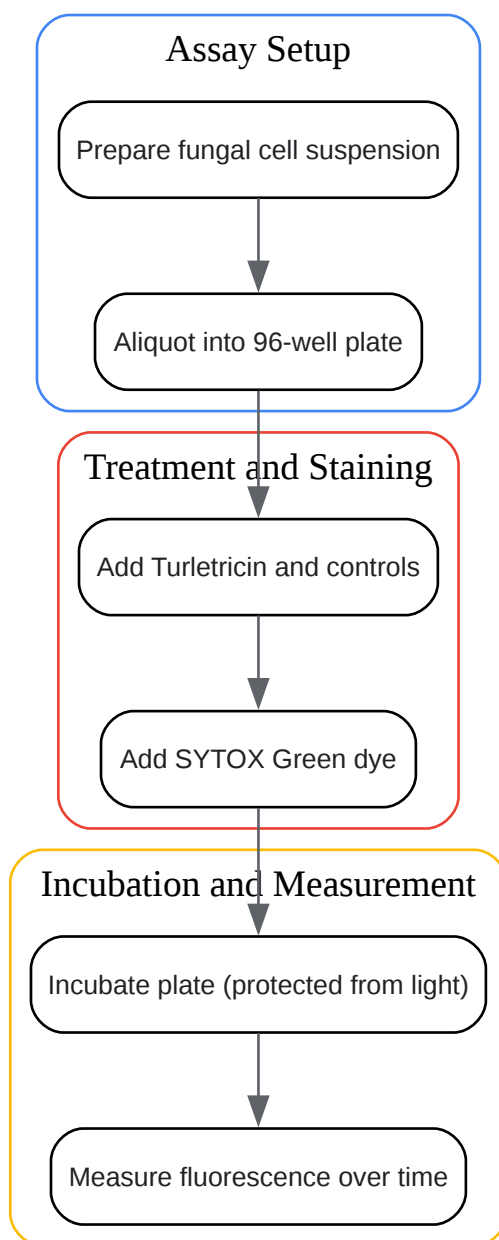 Assay Setup
Prepare fungal cell suspension
Aliquot into 96-well plate
Treatment and Staining
Add Turletricin and controls
Add SYTOX Green dye
Incubation and Measurement
Incubate plate (protected from light)
Measure fluorescence over time